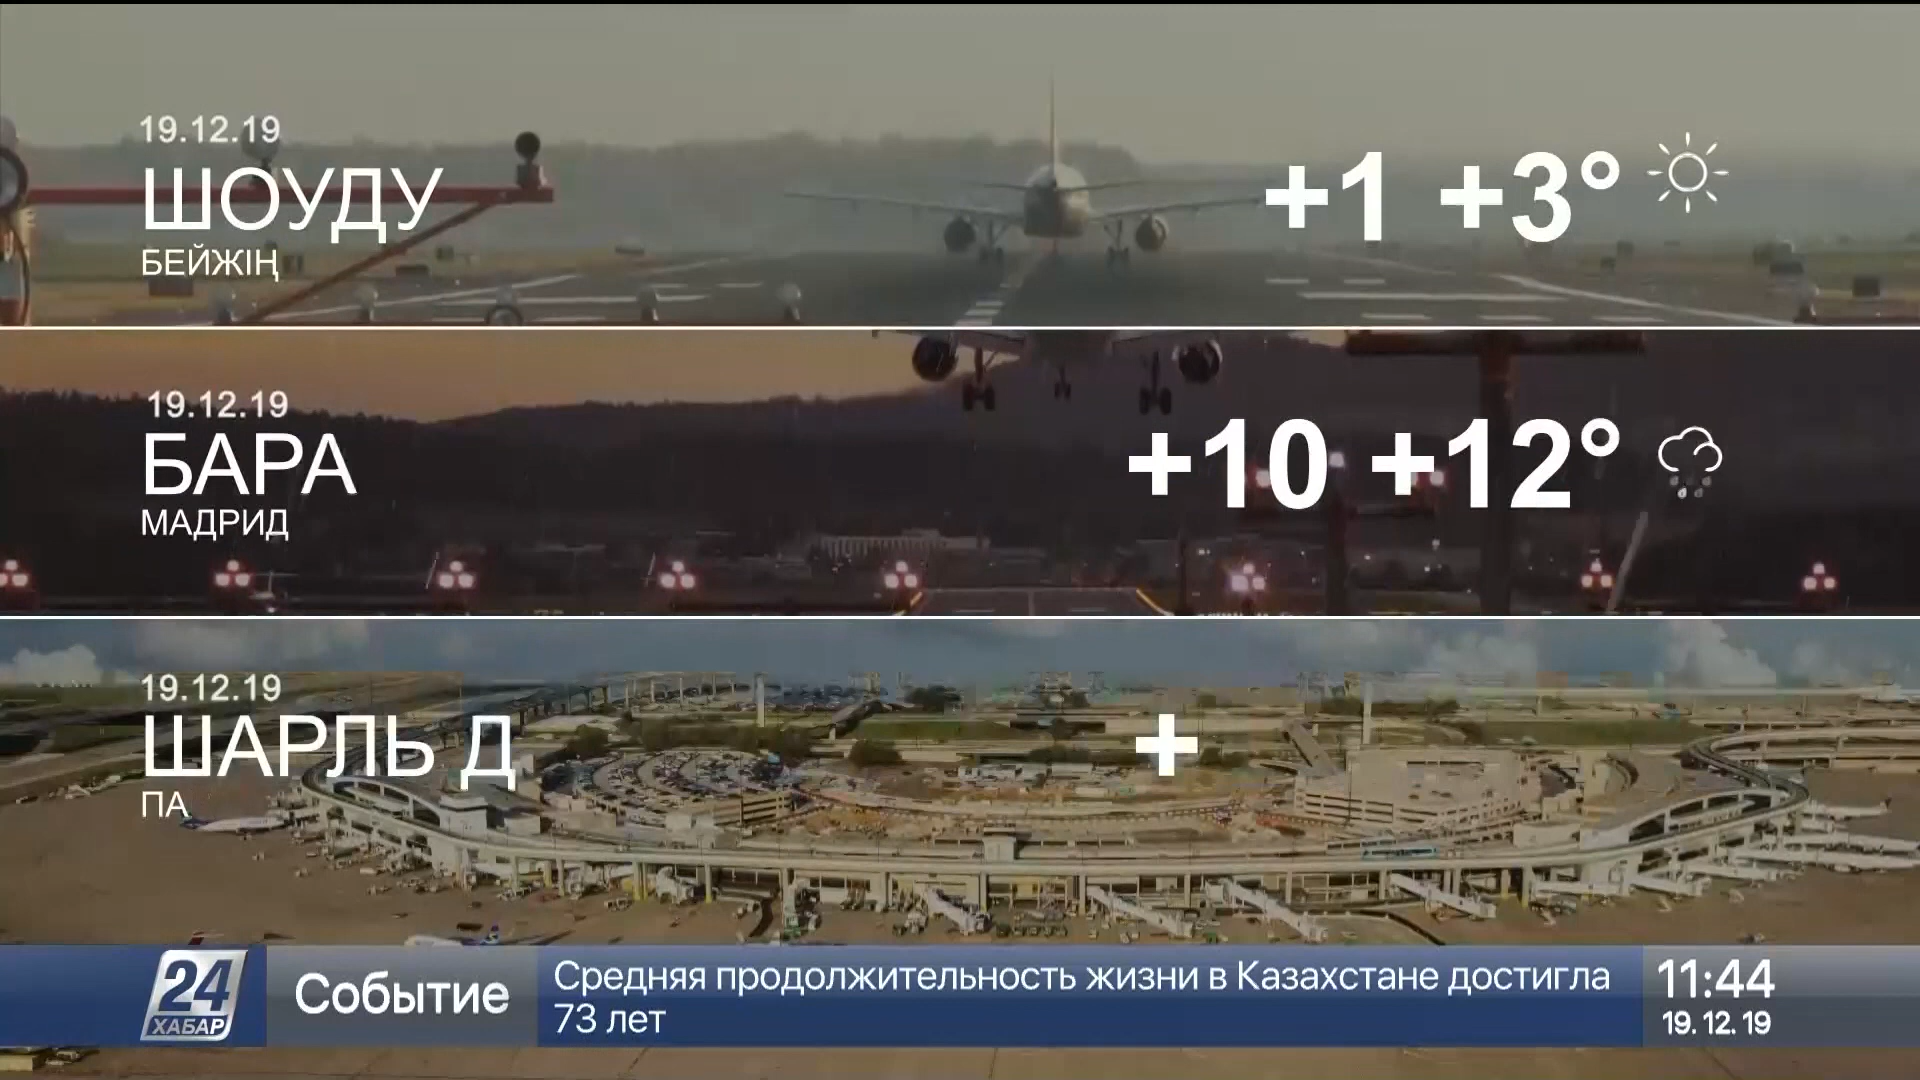 19.12.19
ШОУДУ
БЕЙЖІҢ
+1 +3°
19.12.19
БАРА
МАДРИД
+10 +12°
19.12.19
ШАРЛЬ Д
ПА
+
24
ХАБАР
Событие
Средняя продолжительность жизни в Казахстане достигла
73 лет
11:44
19.12.19